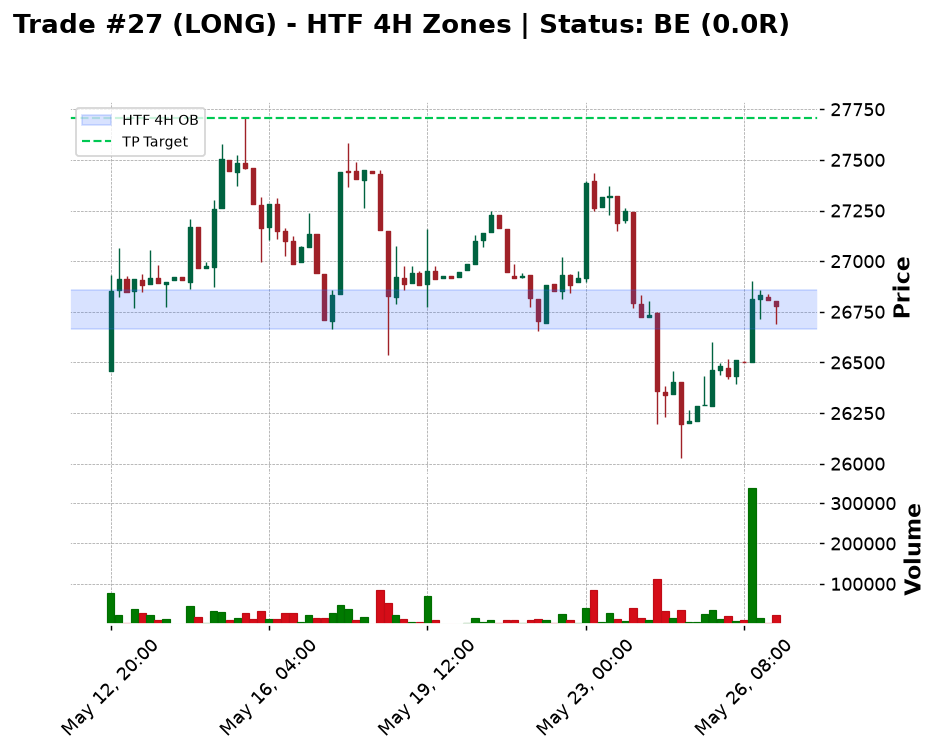 Trade #27 (LONG) - HTF 4H Zones | Status: BE (0.0R)
HTF 4H OB
TP Target
27750
27500
27250
27000
26750
26500
26250
26000
Price
300000
200000
100000
Volume
May 12, 20:00
May 16, 04:00
May 19, 12:00
May 23, 00:00
May 26, 08:00